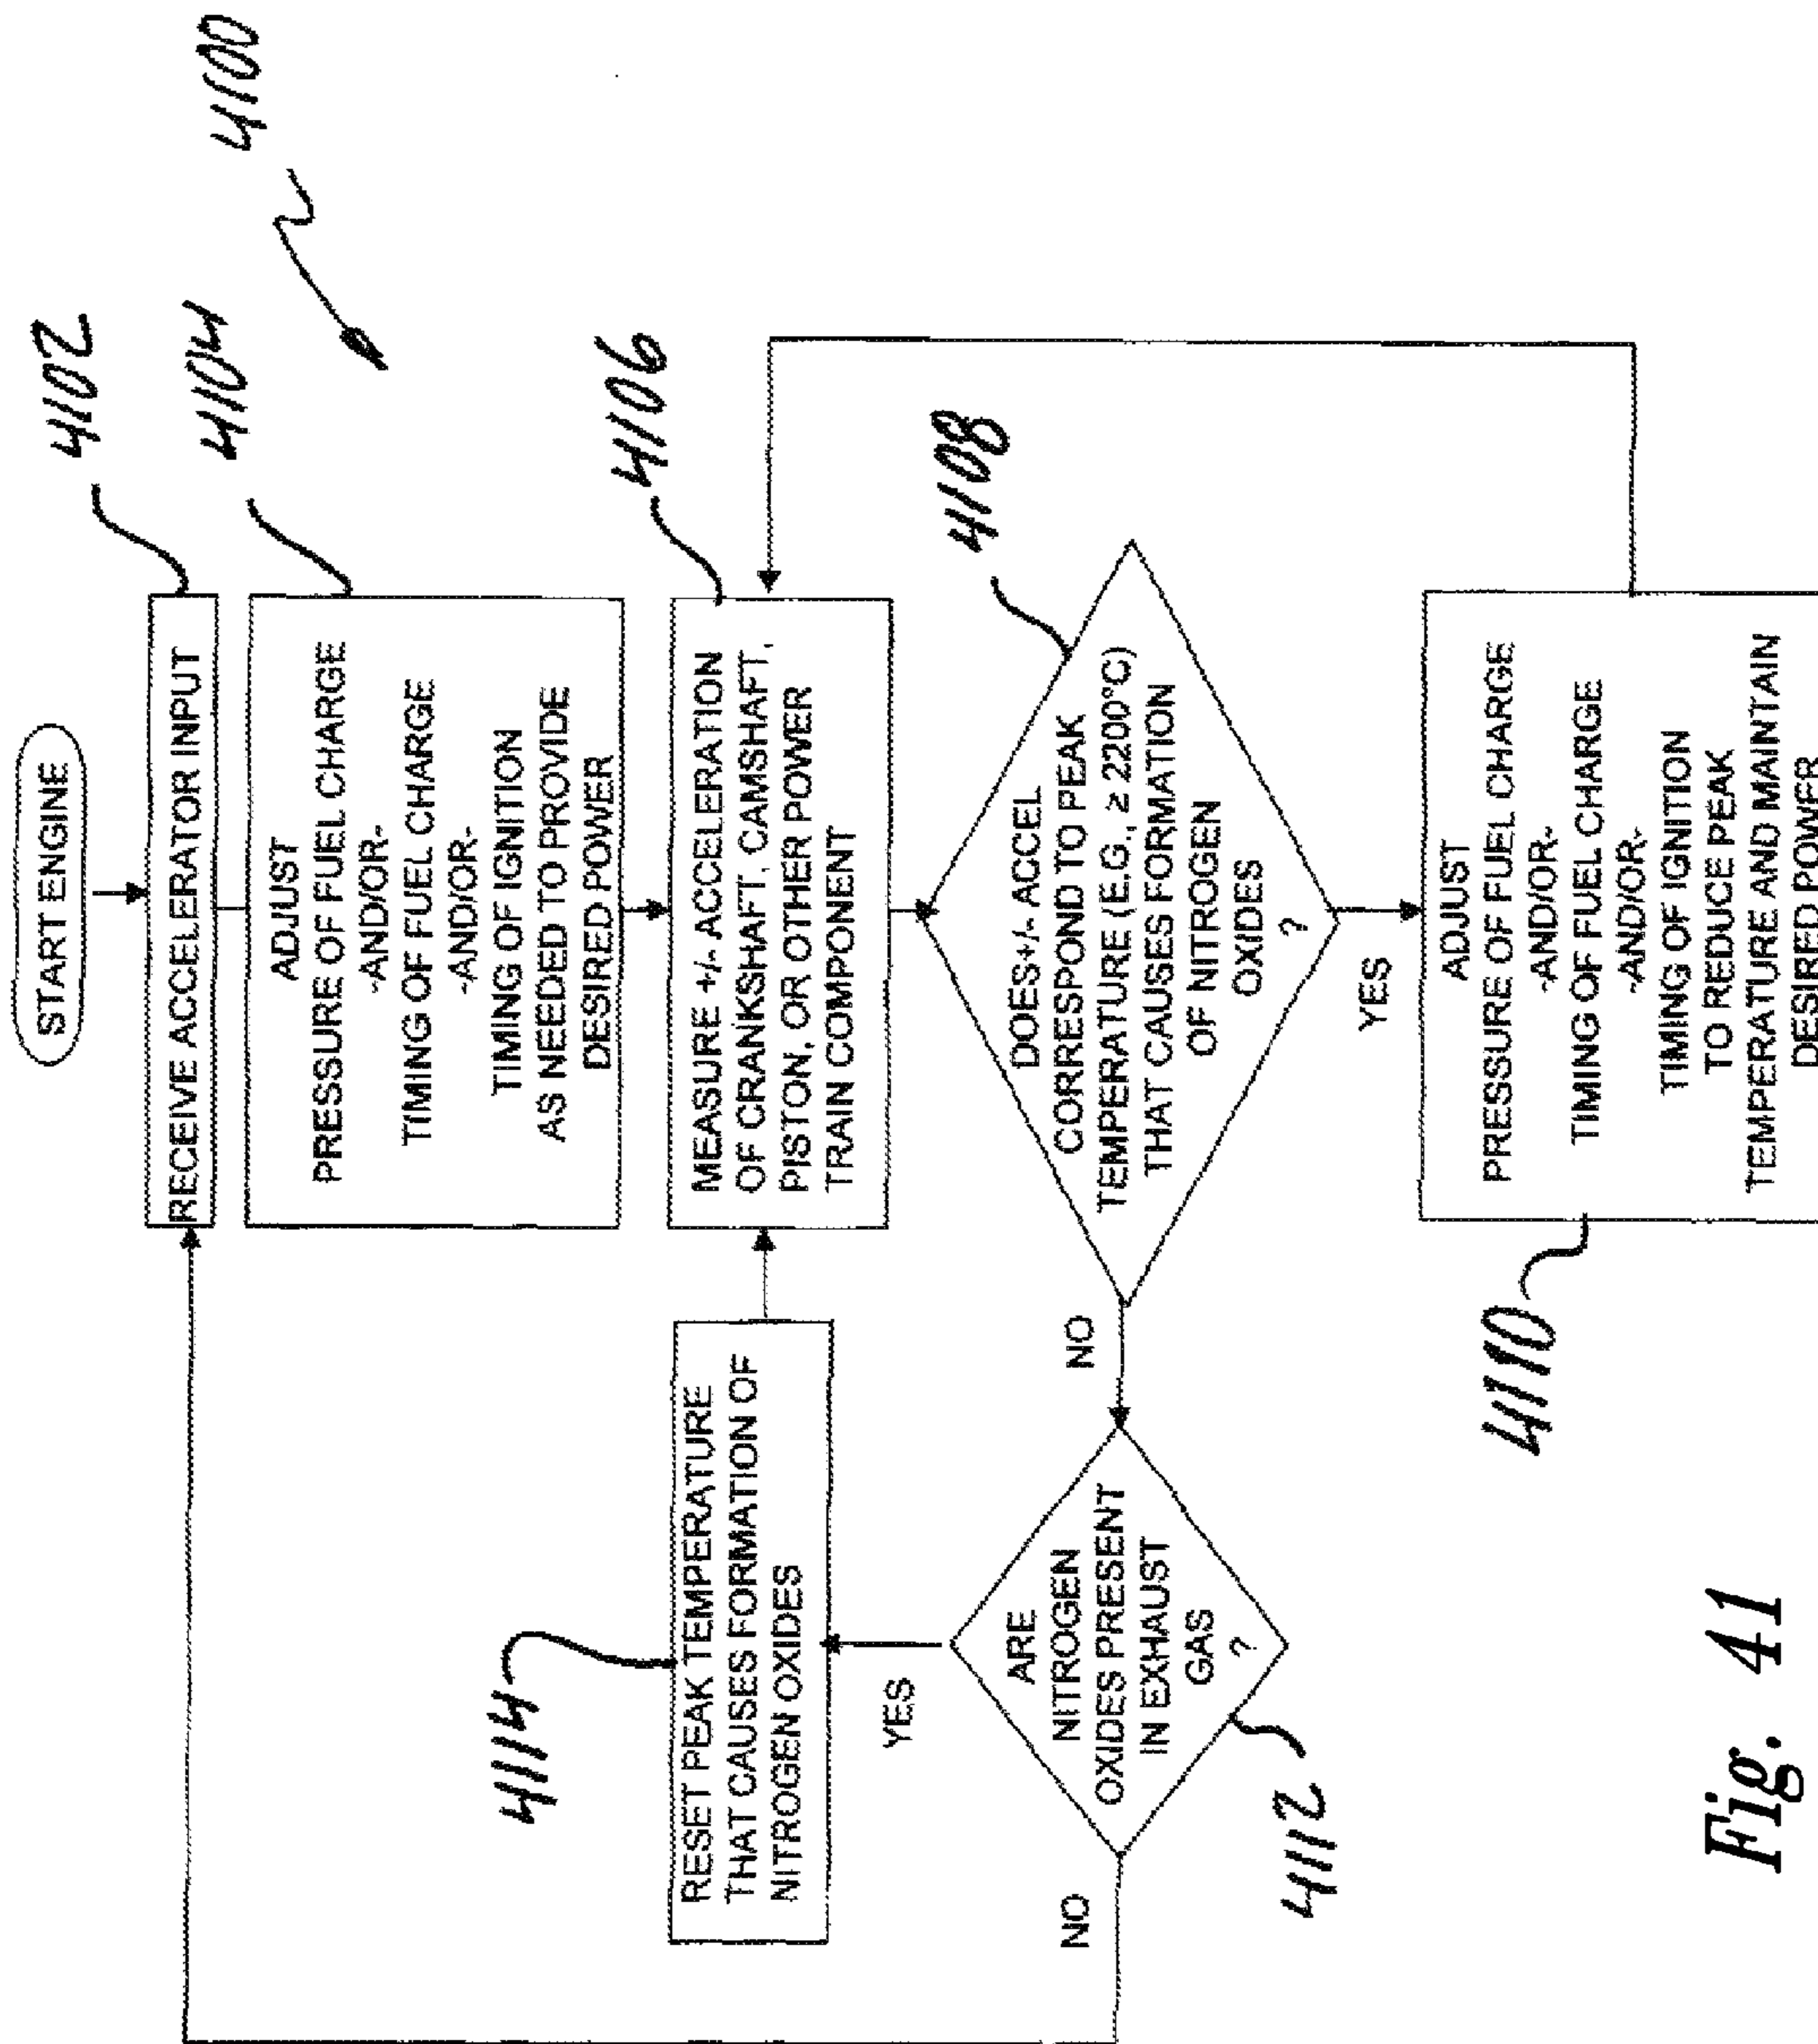 START ENGINE
4100
4102
RECEIVE ACCELERATOR INPUT
4104
ADJUST
PRESSURE OF FUEL CHARGE
-AND/OR-
TIMING OF FUEL CHARGE
-AND/OR-
TIMING OF IGNITION
AS NEEDED TO PROVIDE
DESIRED POWER
4106
MEASURE +/- ACCELERATION
OF CRANKSHAFT, CAMSHAFT,
PISTON, OR OTHER POWER
TRAIN COMPONENT
4108
DOES+/- ACCEL
CORRESPOND TO PEAK
TEMPERATURE (E.G., ≥ 2200°C)
THAT CAUSES FORMATION
OF NITROGEN
OXIDES
?
YES
4110
ADJUST
PRESSURE OF FUEL CHARGE
-AND/OR-
TIMING OF FUEL CHARGE
-AND/OR-
TIMING OF IGNITION
TO REDUCE PEAK
TEMPERATURE AND MAINTAIN
DESIRED POWER
NO
4112
ARE
NITROGEN
OXIDES PRESENT
IN EXHAUST
GAS
?
YES
4114
RESET PEAK TEMPERATURE
THAT CAUSES FORMATION OF
NITROGEN OXIDES
NO
Fig. 41